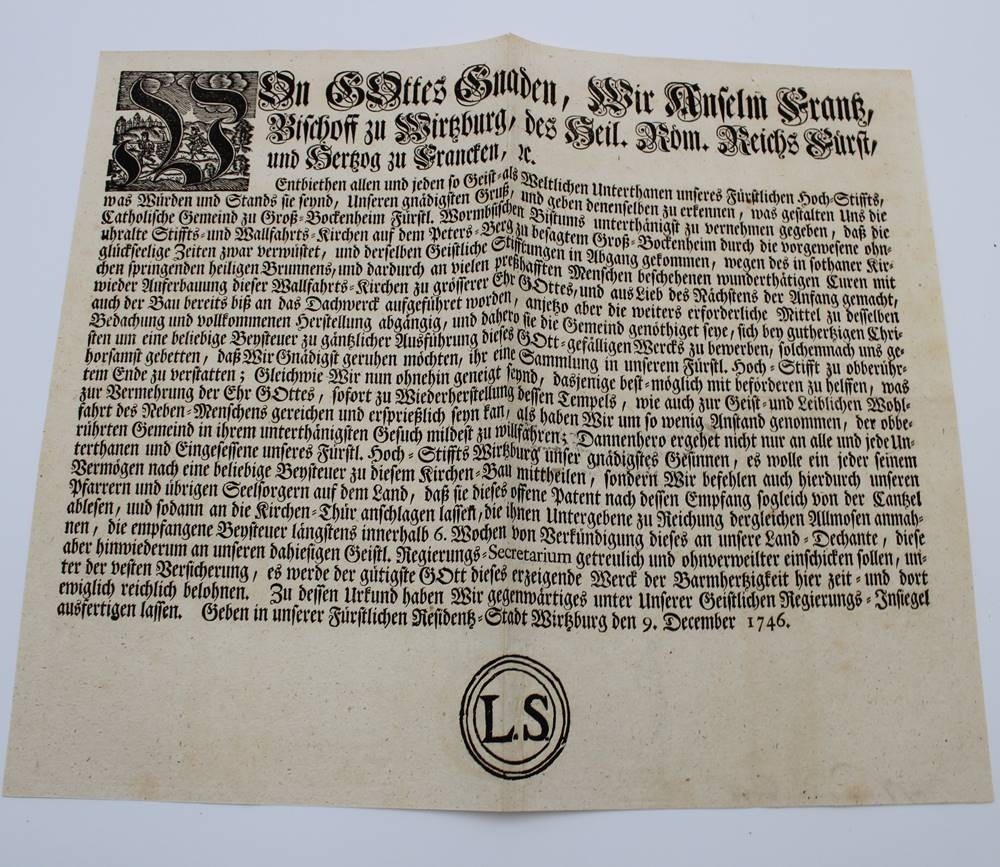 VOn GOttes Gnaden, Wir Anselm Frantz,
Bischoff zu Wirtzburg, des Heil. Röm. Reichs Fürst,
und Hertzog zu Francken, ꝛc.
Entbiethen allen und jeden so Geist-als Weltlichen Unterthanen unseres Fürstlichen Hoch-Stiffts,
was Würden und Stands sie seynd, Unseren gnädigsten Gruß, und geben denenselben zu erkennen, was gestalten Uns die
Catholische Gemeind zu Groß-Bockenheim Fürstl. Wormbsischen Bistums unterthänigst zu vernehmen gegeben, daß die
uhralte Stiffts-und Wallfahrts-Kirchen auf dem Peters-Berg zu besagtem Groß-Bockenheim durch die vorgewesene ohn-
glückseelige Zeiten zwar verwüstet, und derselben Geistliche Stifftungen in Abgang gekommen, wegen des in sothaner Kir-
chen springenden heiligen Brunnens, und dardurch an vielen preßhafften Menschen beschehenen wunderthätigen Curen mit
wieder Auferbauung dieser Wallfahrts-Kirchen zu grösserer Ehr GOttes, und aus Lieb des Nächstens der Anfang gemacht,
auch der Bau bereits biß an das Dachwerck aufgeführet worden, anjetzo aber die weiters erforderliche Mittel zu desselben
Bedachung und vollkommenen Herstellung abgängig, und dahero sie die Gemeind genöthiget seye, sich bey guthertzigen Chri-
sten um eine beliebige Beysteuer zu gäntzlicher Ausführung dieses GOtt-gefälligen Wercks zu bewerben, solchemnach uns ge-
horsamst gebetten, daß Wir Gnädigst geruhen möchten, ihr eine Sammlung in unserem Fürstl. Hoch-Stifft zu obberühr-
tem Ende zu verstatten; Gleichwie Wir nun ohnehin geneigt seynd, dasjenige best-möglich mit befördern zu helffen, was
zur Vermehrung der Ehr GOttes, sofort zu Wiederherstellung dessen Tempels, wie auch zur Geist-und Leiblichen Wohl-
fahrt des Neben-Menschens gereichen und ersprießlich seyn kan, als haben Wir um so wenig Anstand genommen, der obbe-
rührten Gemeind in ihrem unterthänigsten Gesuch mildest zu willfahren; Dannenhero ergehet nicht nur an alle und jede Un-
terthanen und Eingesessene unseres Fürstl. Hoch-Stiffts Wirtzburg unser gnädigstes Gesinnen, es wolle ein jeder seinem
Vermögen nach eine beliebige Beysteuer zu diesem Kirchen-Bau mittheilen, sondern Wir befehlen auch hierdurch unseren
Pfarrern und übrigen Seelsorgern auf dem Land, daß sie dieses offene Patent nach dessen Empfang sogleich von der Cantzel
ablesen, und sodann an die Kirchen-Thür anschlagen lassen, die ihnen Untergebene zu Reichung dergleichen Allmosen anmah-
nen, die empfangene Beysteuer längstens innerhalb 6. Wochen von Verkündigung dieses an unsere Land-Dechante, diese
aber hinwiederum an unseren dahiesigen Geistl. Regierungs-Secretarium getreulich und ohnverweilter einschicken sollen, un-
ter der vesten Versicherung, es werde der gütigste GOtt dieses erzeigende Werck der Barmhertzigkeit hier zeit-und dort
ewiglich reichlich belohnen. Zu dessen Urkund haben Wir gegenwärtiges unter Unserer Geistlichen Regierungs-Insiegel
ausfertigen lassen. Geben in unserer Fürstlichen Residentz-Stadt Wirtzburg den 9. December 1746.
L.S.